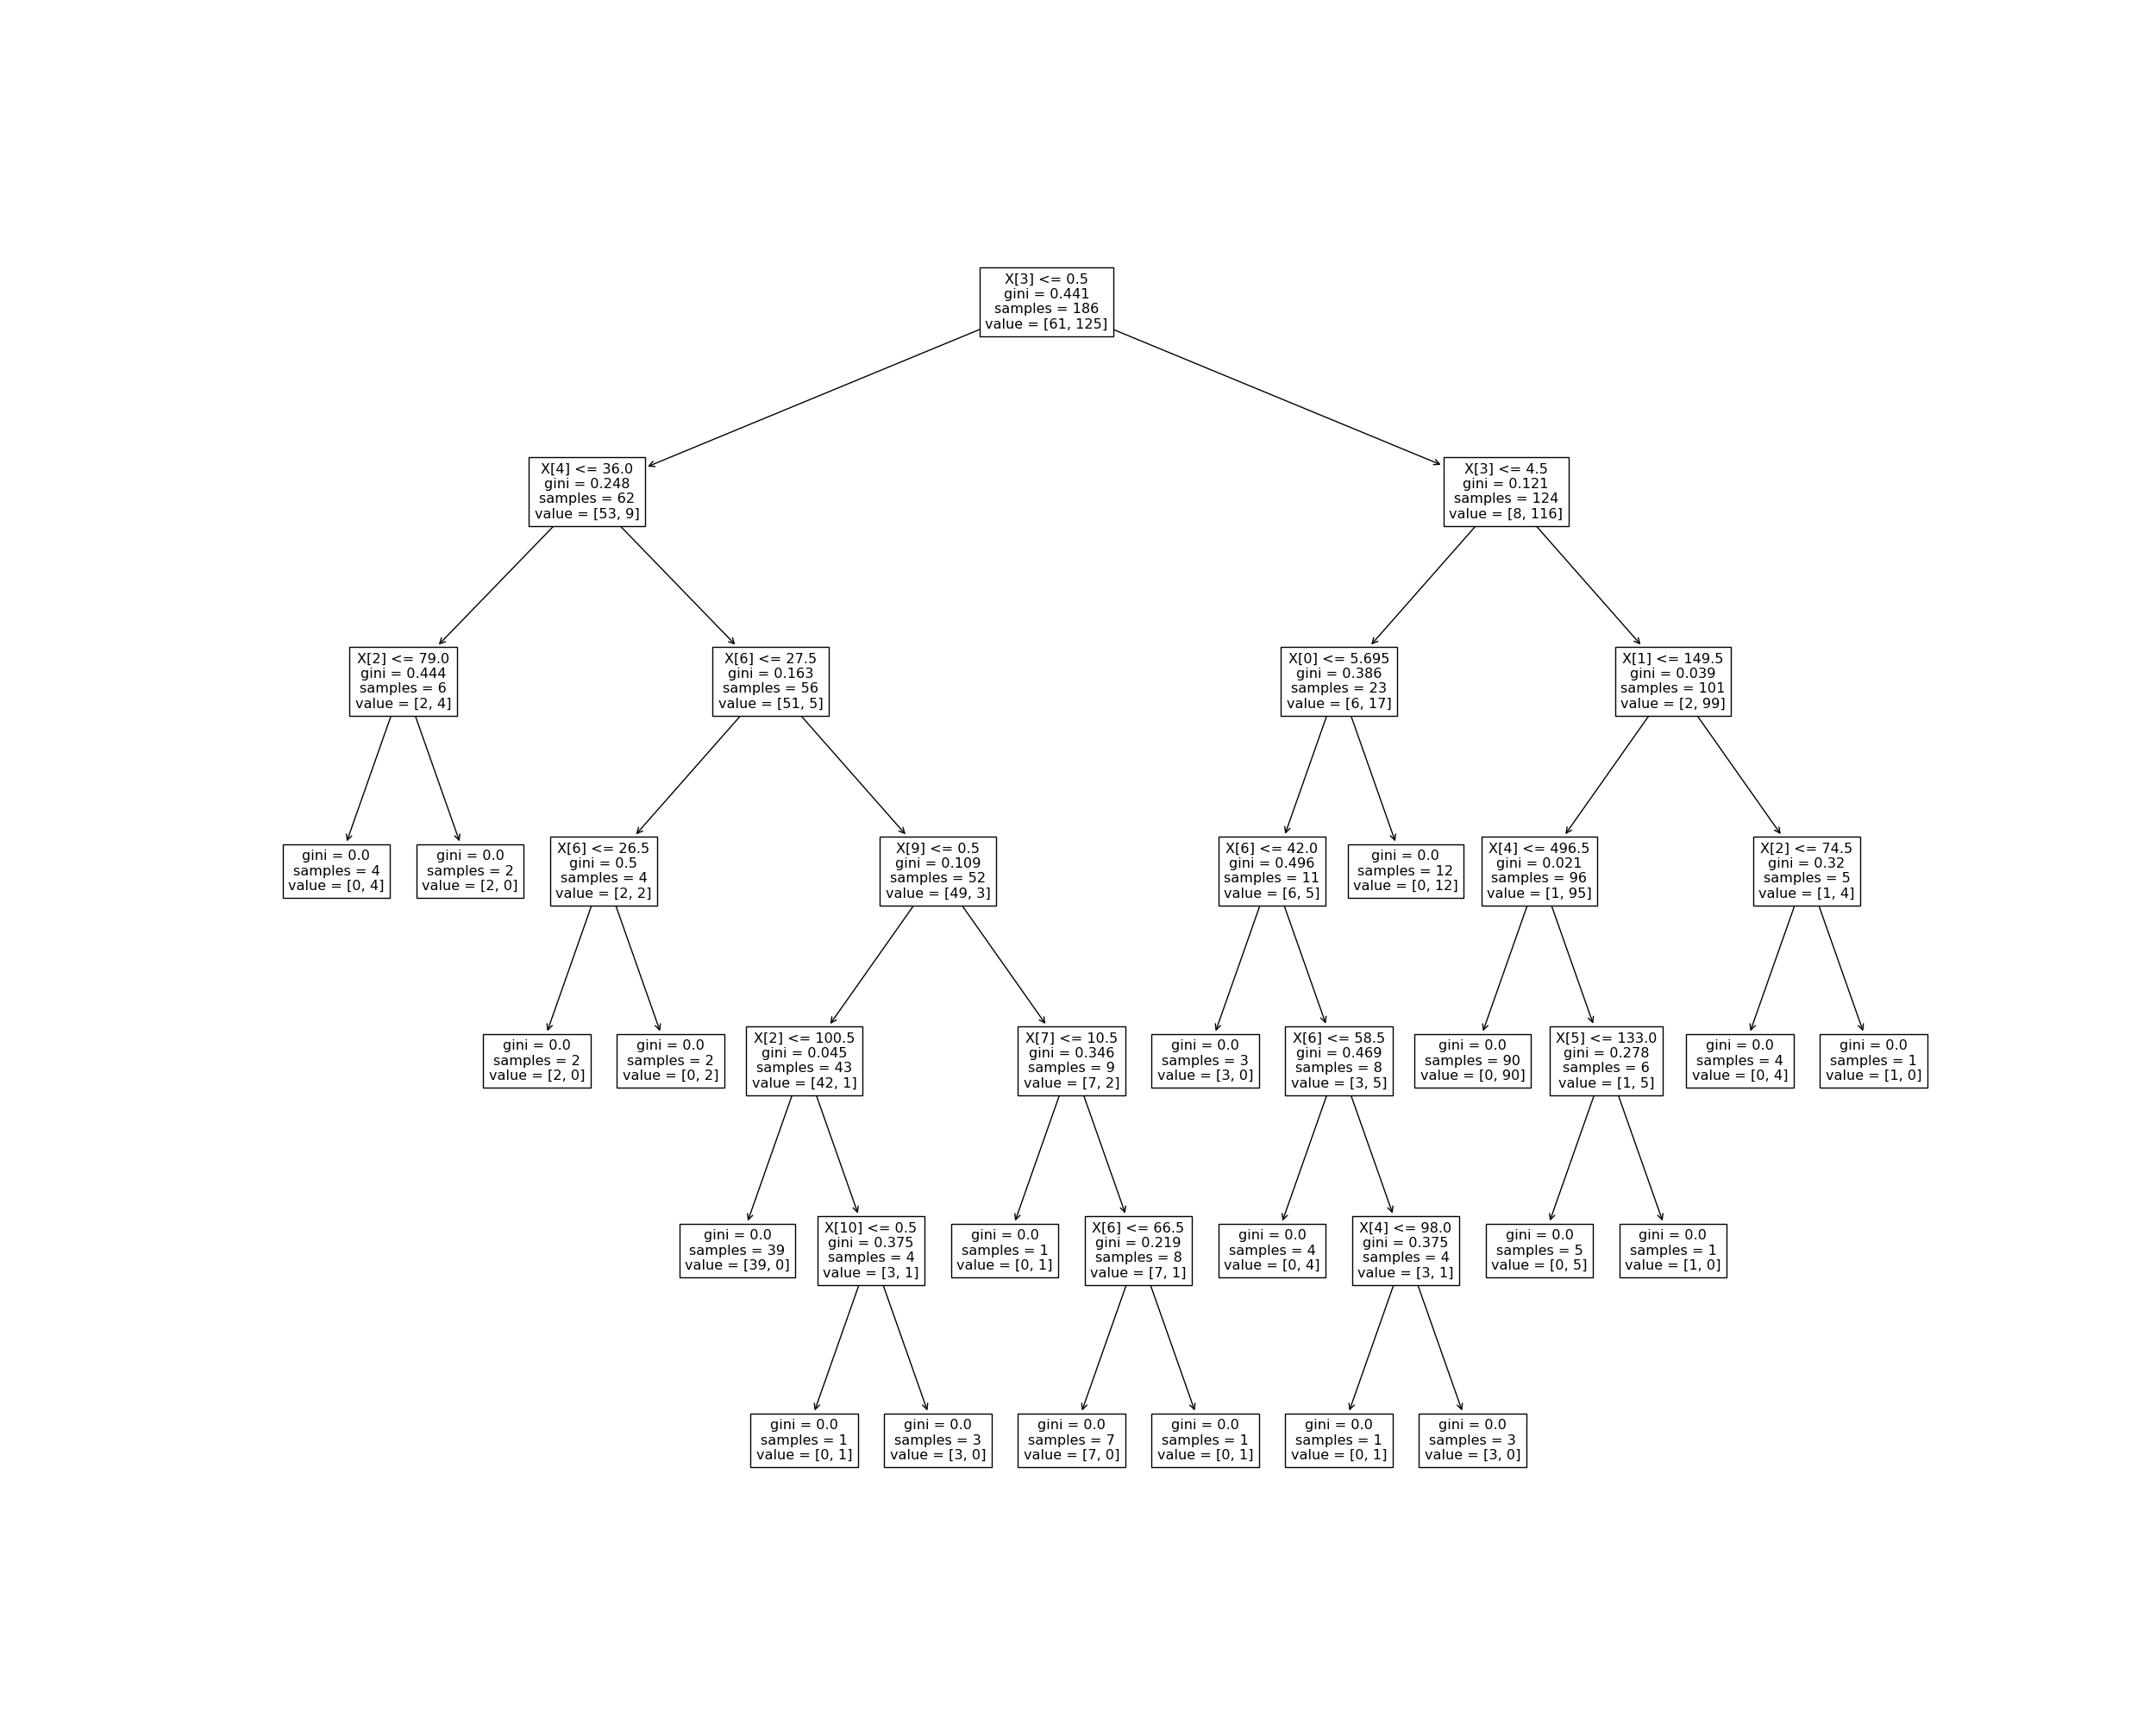 X[3] <= 0.5
gini = 0.441
samples = 186
value = [61, 125]
X[4] <= 36.0
gini = 0.248
samples = 62
value = [53, 9]
X[3] <= 4.5
gini = 0.121
samples = 124
value = [8, 116]
X[2] <= 79.0
gini = 0.444
samples = 6
value = [2, 4]
X[6] <= 27.5
gini = 0.163
samples = 56
value = [51, 5]
X[0] <= 5.695
gini = 0.386
samples = 23
value = [6, 17]
X[1] <= 149.5
gini = 0.039
samples = 101
value = [2, 99]
gini = 0.0
samples = 4
value = [0, 4]
gini = 0.0
samples = 2
value = [2, 0]
X[6] <= 26.5
gini = 0.5
samples = 4
value = [2, 2]
X[9] <= 0.5
gini = 0.109
samples = 52
value = [49, 3]
X[6] <= 42.0
gini = 0.496
samples = 11
value = [6, 5]
gini = 0.0
samples = 12
value = [0, 12]
X[4] <= 496.5
gini = 0.021
samples = 96
value = [1, 95]
X[2] <= 74.5
gini = 0.32
samples = 5
value = [1, 4]
gini = 0.0
samples = 2
value = [2, 0]
gini = 0.0
samples = 2
value = [0, 2]
X[2] <= 100.5
gini = 0.045
samples = 43
value = [42, 1]
X[7] <= 10.5
gini = 0.346
samples = 9
value = [7, 2]
gini = 0.0
samples = 3
value = [3, 0]
X[6] <= 58.5
gini = 0.469
samples = 8
value = [3, 5]
gini = 0.0
samples = 90
value = [0, 90]
X[5] <= 133.0
gini = 0.278
samples = 6
value = [1, 5]
gini = 0.0
samples = 4
value = [0, 4]
gini = 0.0
samples = 1
value = [1, 0]
gini = 0.0
samples = 39
value = [39, 0]
X[10] <= 0.5
gini = 0.375
samples = 4
value = [3, 1]
gini = 0.0
samples = 1
value = [0, 1]
X[6] <= 66.5
gini = 0.219
samples = 8
value = [7, 1]
gini = 0.0
samples = 4
value = [0, 4]
X[4] <= 98.0
gini = 0.375
samples = 4
value = [3, 1]
gini = 0.0
samples = 5
value = [0, 5]
gini = 0.0
samples = 1
value = [1, 0]
gini = 0.0
samples = 1
value = [0, 1]
gini = 0.0
samples = 3
value = [3, 0]
gini = 0.0
samples = 7
value = [7, 0]
gini = 0.0
samples = 1
value = [0, 1]
gini = 0.0
samples = 1
value = [0, 1]
gini = 0.0
samples = 3
value = [3, 0]